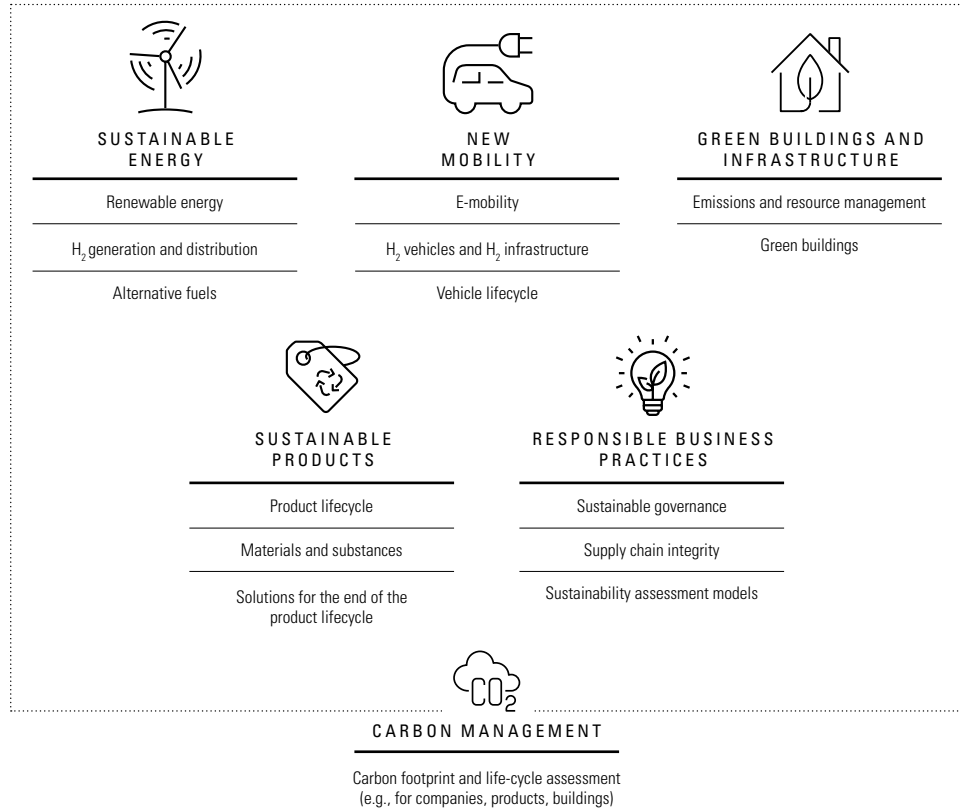 SUSTAINABLE
ENERGY
Renewable energy
H₂ generation and distribution
Alternative fuels
NEW
MOBILITY
E-mobility
H₂ vehicles and H₂ infrastructure
Vehicle lifecycle
GREEN BUILDINGS AND
INFRASTRUCTURE
Emissions and resource management
Green buildings
SUSTAINABLE
PRODUCTS
Product lifecycle
Materials and substances
Solutions for the end of the
product lifecycle
RESPONSIBLE BUSINESS
PRACTICES
Sustainable governance
Supply chain integrity
Sustainability assessment models
CO₂
CARBON MANAGEMENT
Carbon footprint and life-cycle assessment
(e.g., for companies, products, buildings)